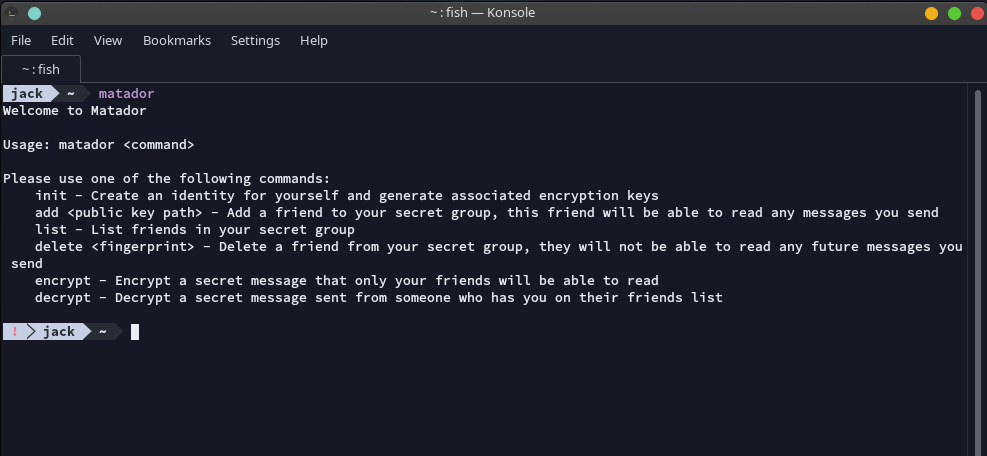 ~ : fish — Konsole
File Edit View Bookmarks Settings Help
~ : fish
jack ~ matador
Welcome to Matador
Usage: matador <command>
Please use one of the following commands:
init – Create an identity for yourself and generate associated encryption keys
add <public key path> – Add a friend to your secret group, this friend will be able to read any messages you send
list – List friends in your secret group
delete <fingerprint> – Delete a friend from your secret group, they will not be able to read any future messages you
send
encrypt – Encrypt a secret message that only your friends will be able to read
decrypt – Decrypt a secret message sent from someone who has you on their friends list
! jack ~